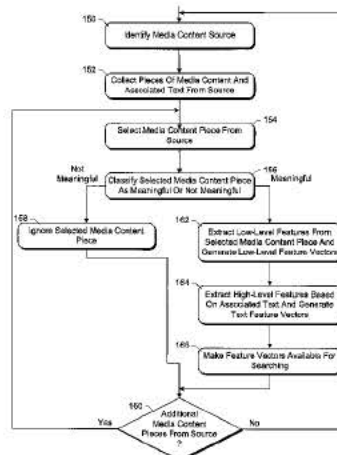 150
Identify Media Content Source
152
Collect Pieces Of Media Content And
Associated Text From Source
154
Select Media Content Piece From
Source
156
Not
Meaningful
Classify Selected Media Content Piece
As Meaningful Or Not Meaningful
Meaningful
158
Ignore Selected Media Content
Piece
162
Extract Low-Level Features From
Selected Media Content Piece And
Generate Low-Level Feature Vectors
164
Extract High-Level Features Based
On Associated Text And Generate
Text Feature Vectors
166
Make Feature Vectors Available For
Searching
160
Additional
Media Content
Pieces From Source
?
Yes
No